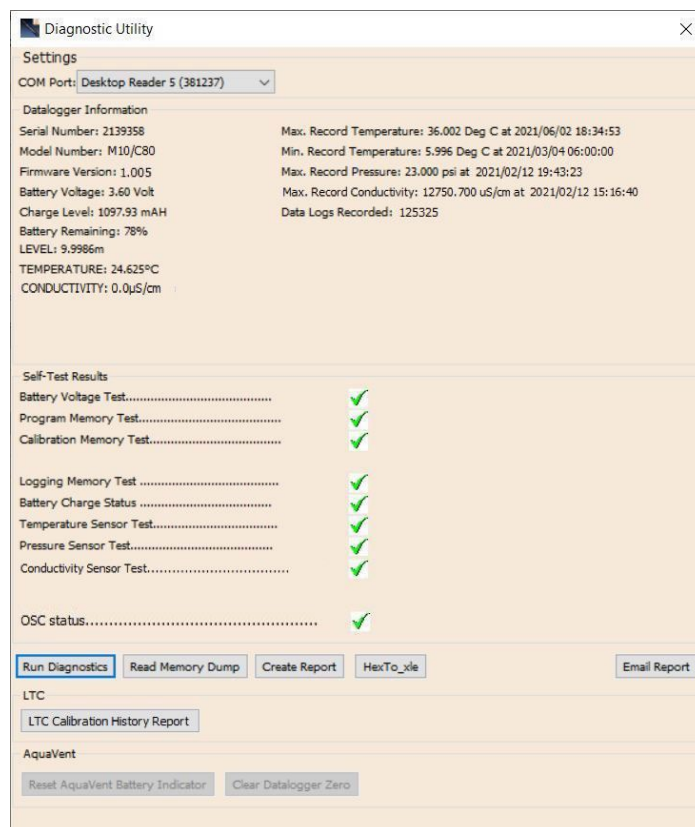 Diagnostic Utility
Settings
COM Port: Desktop Reader 5 (381237)
Datalogger Information
Serial Number: 2139358
Model Number: M10/C80
Firmware Version: 1.005
Battery Voltage: 3.60 Volt
Charge Level: 1097.93 mAH
Battery Remaining: 78%
LEVEL: 9.9986m
TEMPERATURE: 24.625°C
CONDUCTIVITY: 0.0µS/cm
Max. Record Temperature: 36.002 Deg C at 2021/06/02 18:34:53
Min. Record Temperature: 5.996 Deg C at 2021/03/04 06:00:00
Max. Record Pressure: 23.000 psi at 2021/02/12 19:43:23
Max. Record Conductivity: 12750.700 uS/cm at 2021/02/12 15:16:40
Data Logs Recorded: 125325
Self-Test Results
Battery Voltage Test..........................................
Program Memory Test.........................................
Calibration Memory Test......................................
Logging Memory Test ........................................
Battery Charge Status ......................................
Temperature Sensor Test....................................
Pressure Sensor Test.........................................
Conductivity Sensor Test..................................
OSC status.................................................
Run Diagnostics
Read Memory Dump
Create Report
HexTo_xle
Email Report
LTC
LTC Calibration History Report
AquaVent
Reset AquaVent Battery Indicator
Clear Datalogger Zero